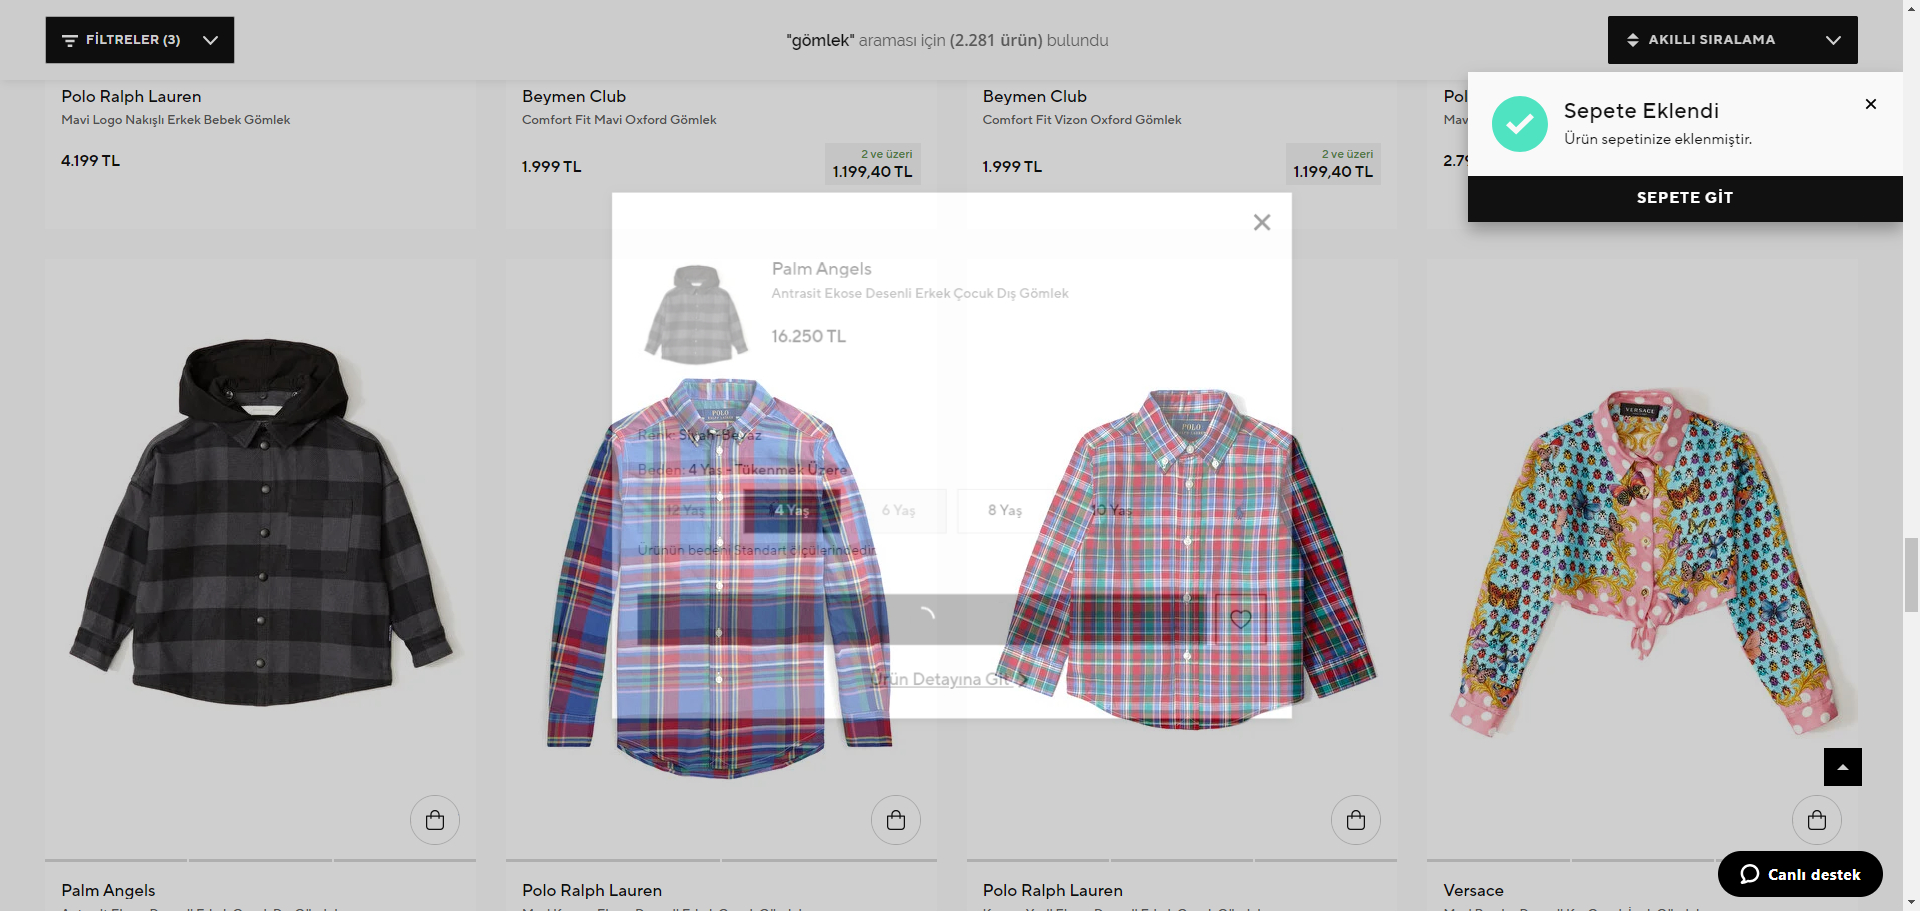 FİLTRELER (3)
"gömlek" araması için (2.281 ürün) bulundu
AKILLI SIRALAMA
Polo Ralph Lauren
Mavi Logo Nakışlı Erkek Bebek Gömlek
4.199 TL
Beymen Club
Comfort Fit Mavi Oxford Gömlek
1.999 TL
2 ve üzeri
1.199,40 TL
Beymen Club
Comfort Fit Vizon Oxford Gömlek
1.999 TL
2 ve üzeri
1.199,40 TL
Sepete Eklendi
Ürün sepetinize eklenmiştir.
SEPETE GİT
Palm Angels
Antrasit Ekose Desenli Erkek Çocuk Dış Gömlek
16.250 TL
Renk: Siyah-Beyaz
Beden: 4 Yaş - Tükenmek Üzere
12 Yaş
4 Yaş
6 Yaş
8 Yaş
10 Yaş
Ürünün bedeni Standart ölçülerindedir.
Ürün Detayına Git
POLO
POLO
VERSACE
Palm Angels
Polo Ralph Lauren
Polo Ralph Lauren
Versace
Canlı destek